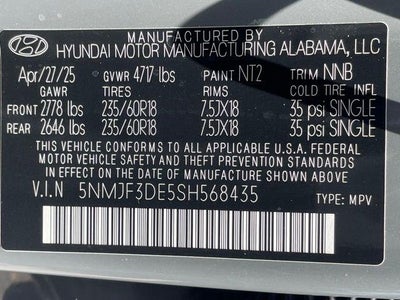 BY
HYUNDAI MOTOR MANUFACTURING ALABAMA, LLC
Apr/27/25 GVWR 4717 lbs PAINT NT2 TRIM NNB
GAWR TIRES RIMS COLD TIRE INFL
FRONT 2778 lbs 235/60R18 7.5JX18 35 psi SINGLE
REAR 2646 lbs 235/60R18 7.5JX18 35 psi SINGLE
THIS VEHICLE CONFORMS TO ALL APPLICABLE U.S.A. FEDERAL
MOTOR VEHICLE SAFETY AND THEFT PREVENTION STANDARDS
IN EFFECT ON THE DATE OF MANUFACTURE SHOWN ABOVE.
V.I.N 5NMJF3DE5SH568435
TYPE: MPV